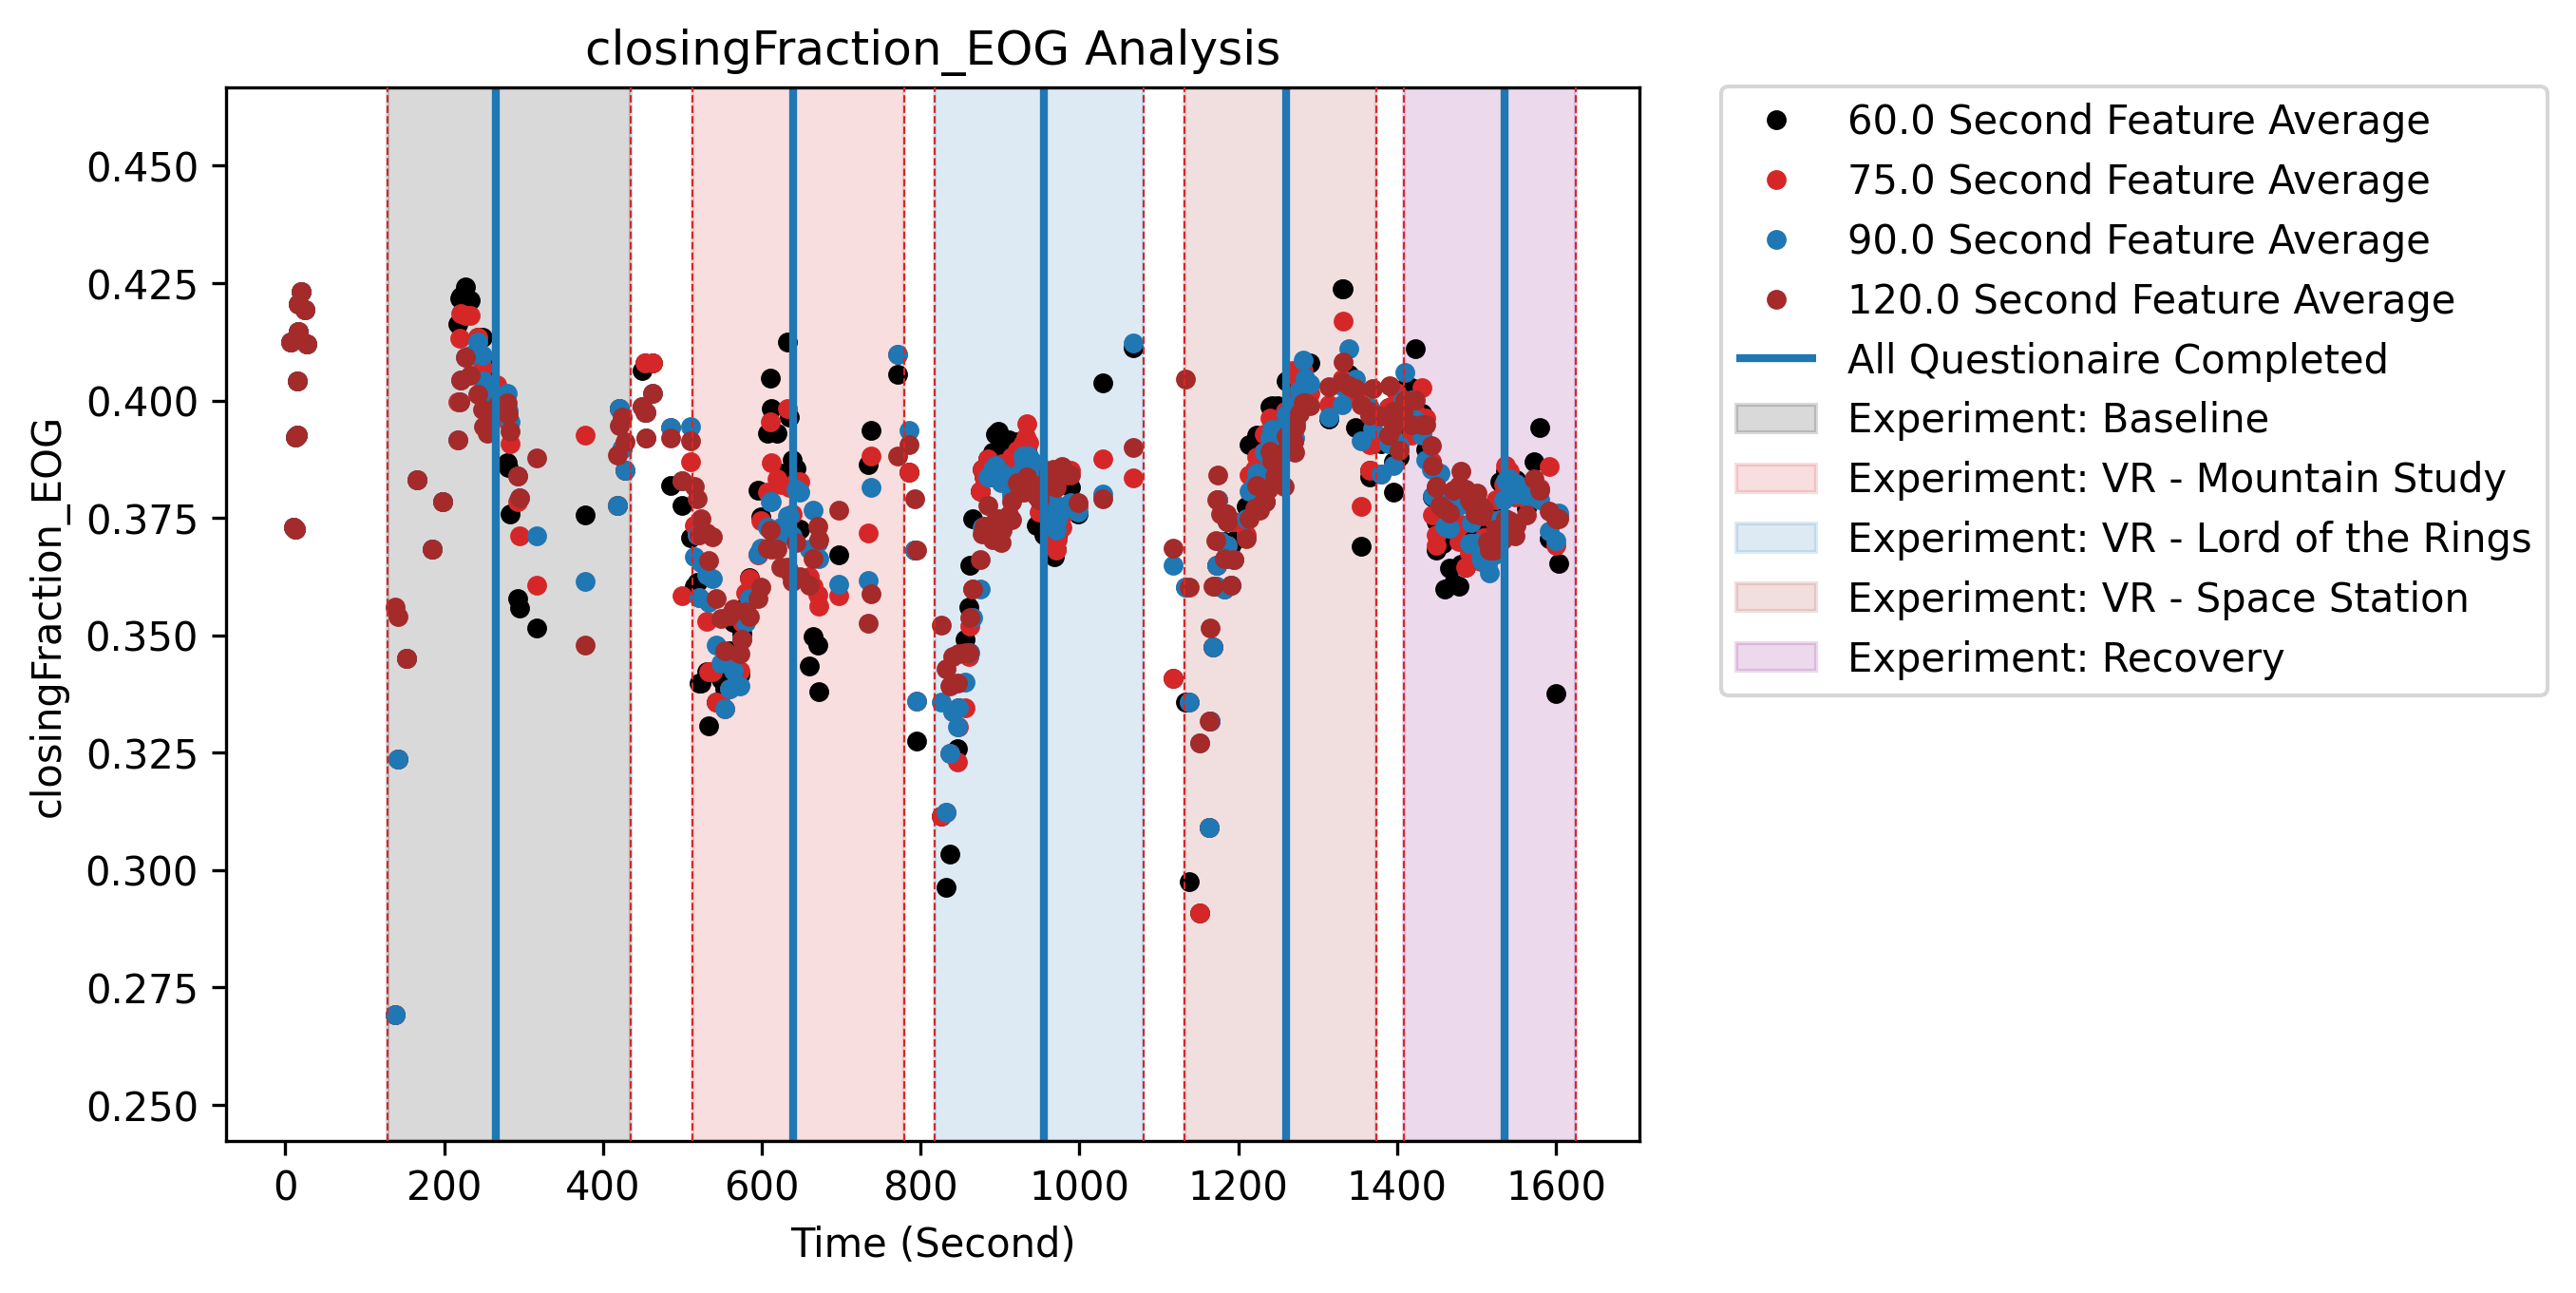 closingFraction_EOG Analysis
closingFraction_EOG
0.450
0.425
0.400
0.375
0.350
0.325
0.300
0.275
0.250
0 200 400 600 800 1000 1200 1400 1600
Time (Second)
60.0 Second Feature Average
75.0 Second Feature Average
90.0 Second Feature Average
120.0 Second Feature Average
All Questionaire Completed
Experiment: Baseline
Experiment: VR - Mountain Study
Experiment: VR - Lord of the Rings
Experiment: VR - Space Station
Experiment: Recovery